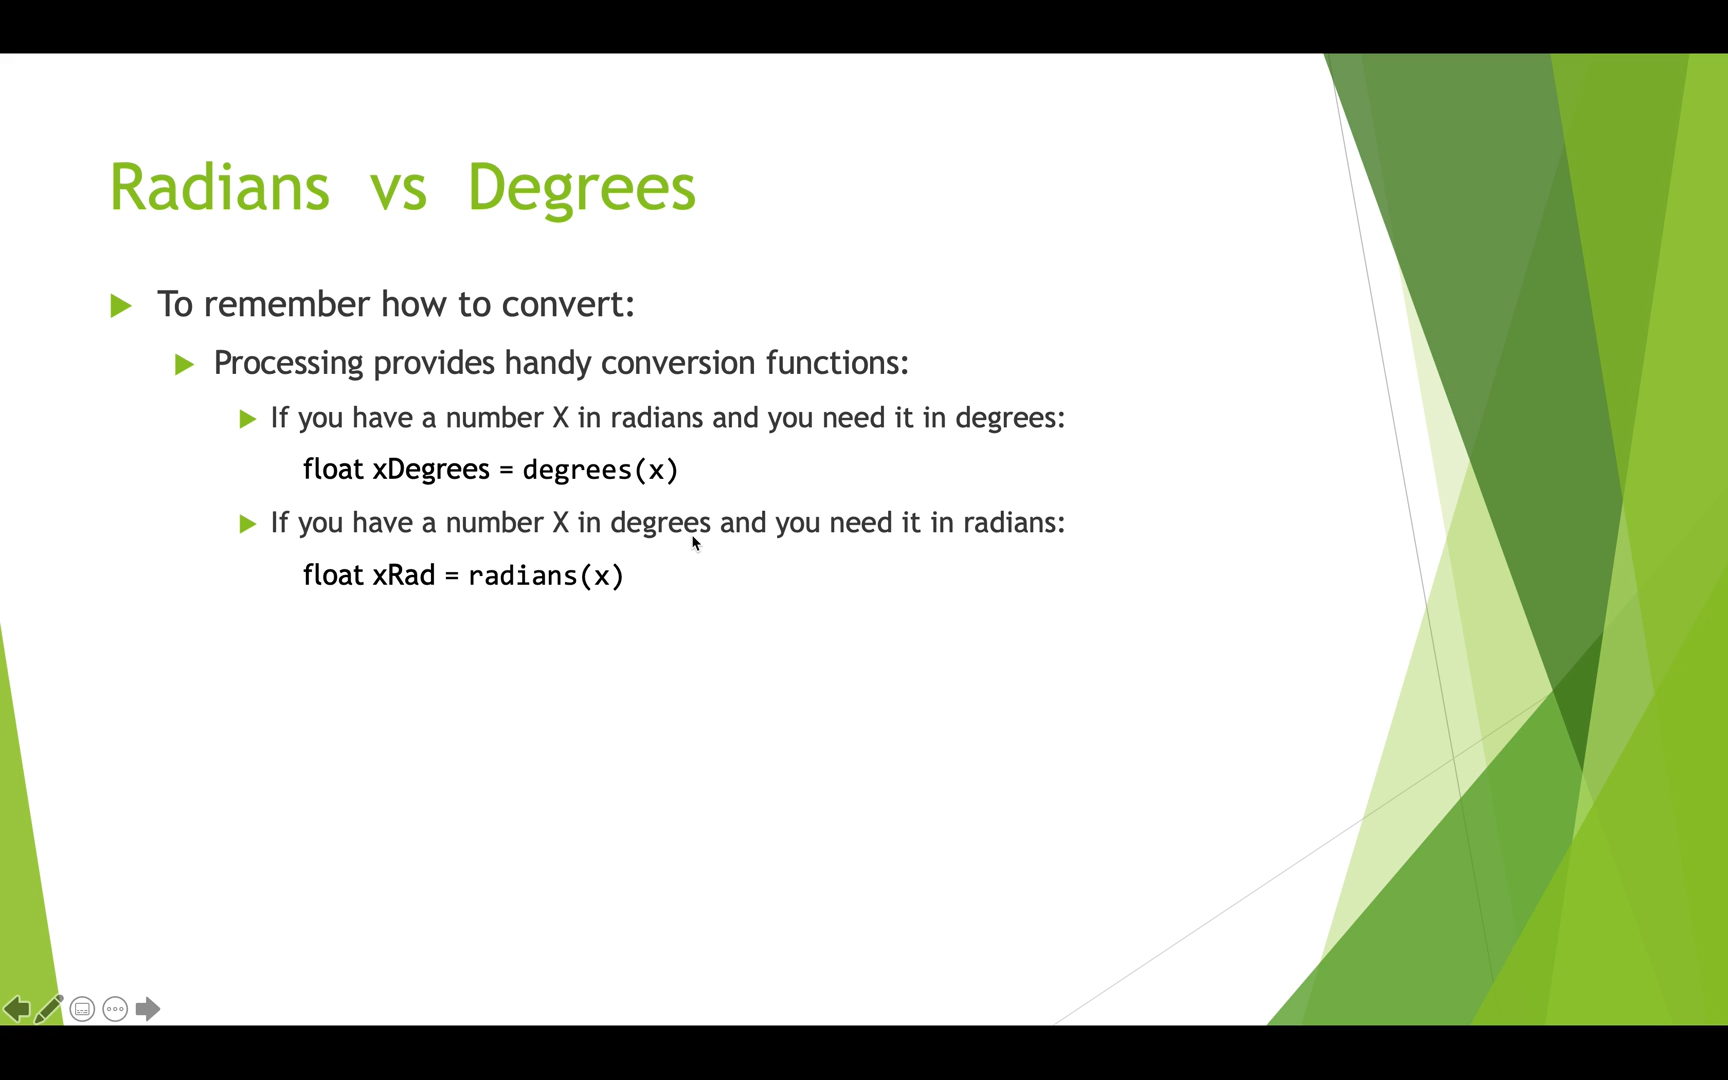 Radians vs Degrees
To remember how to convert:
Processing provides handy conversion functions:
If you have a number X in radians and you need it in degrees:
float xDegrees = degrees(x)
If you have a number X in degrees and you need it in radians:
float xRad = radians(x)